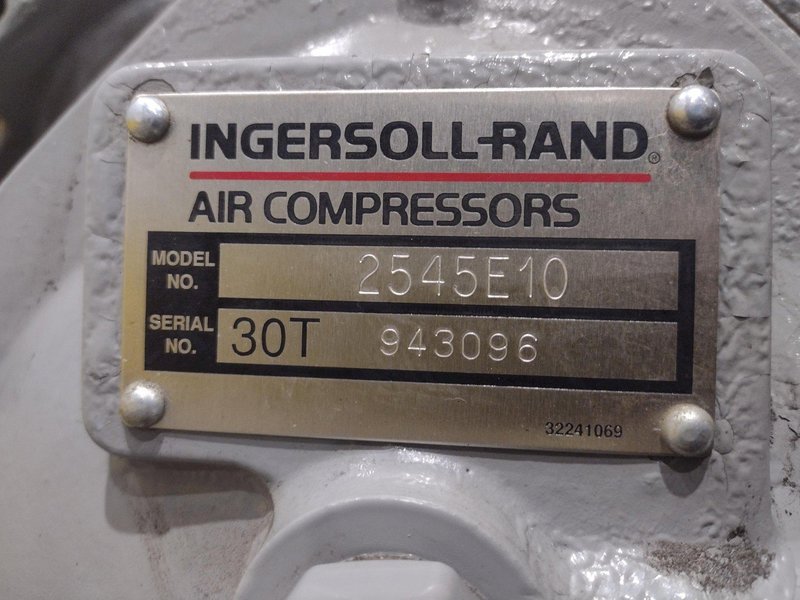 INGERSOLL-RAND®
AIR COMPRESSORS
MODEL NO. 2545E10
SERIAL NO. 30T 943096
32241069